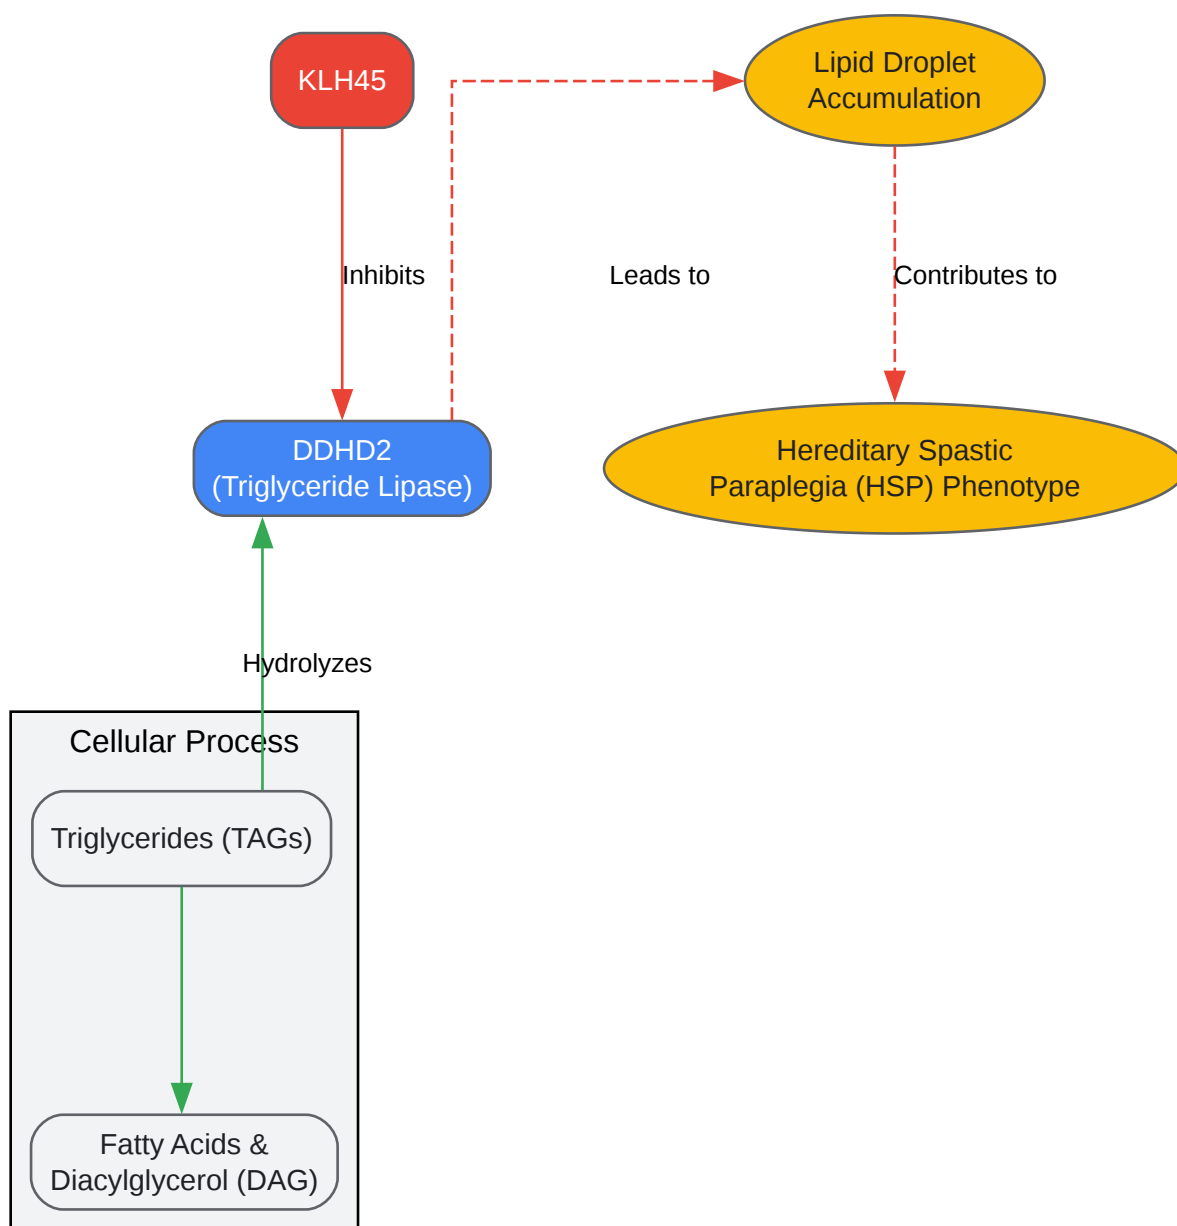 KLH45
Lipid Droplet
Accumulation
Inhibits
Leads to
Contributes to
DDHD2
(Triglyceride Lipase)
Hereditary Spastic
Paraplegia (HSP) Phenotype
Hydrolyzes
Cellular Process
Triglycerides (TAGs)
Fatty Acids &
Diacylglycerol (DAG)